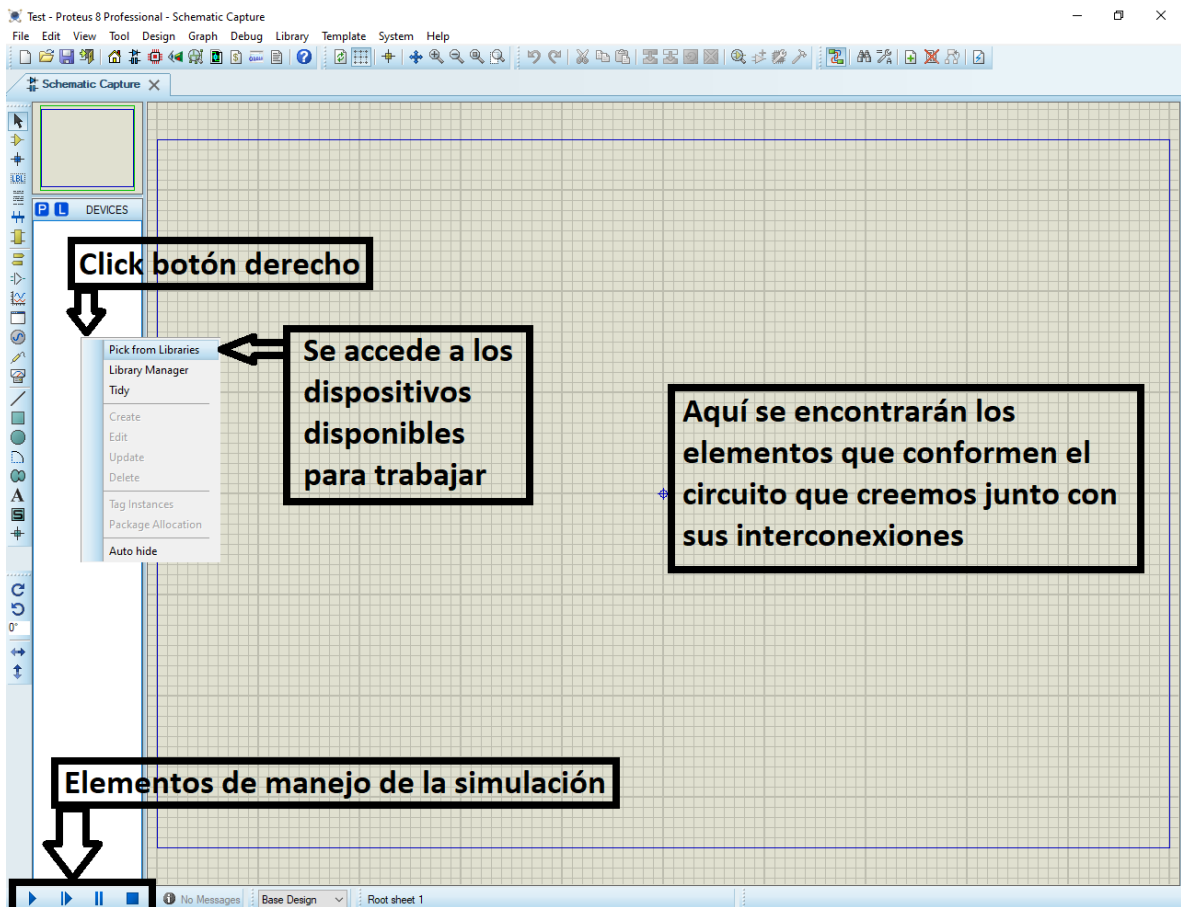 Test - Proteus 8 Professional - Schematic Capture
File Edit View Tool Design Graph Debug Library Template System Help
Schematic Capture
LBL
P L DEVICES
Click botón derecho
Pick from Libraries
Library Manager
Tidy
Create
Edit
Update
Delete
Tag Instances
Package Allocation
Auto hide
Se accede a los
dispositivos
disponibles
para trabajar
Aquí se encontrarán los
elementos que conformen el
circuito que creemos junto con
sus interconexiones
A
S
0°
Elementos de manejo de la simulación
No Messages
Base Design
Root sheet 1